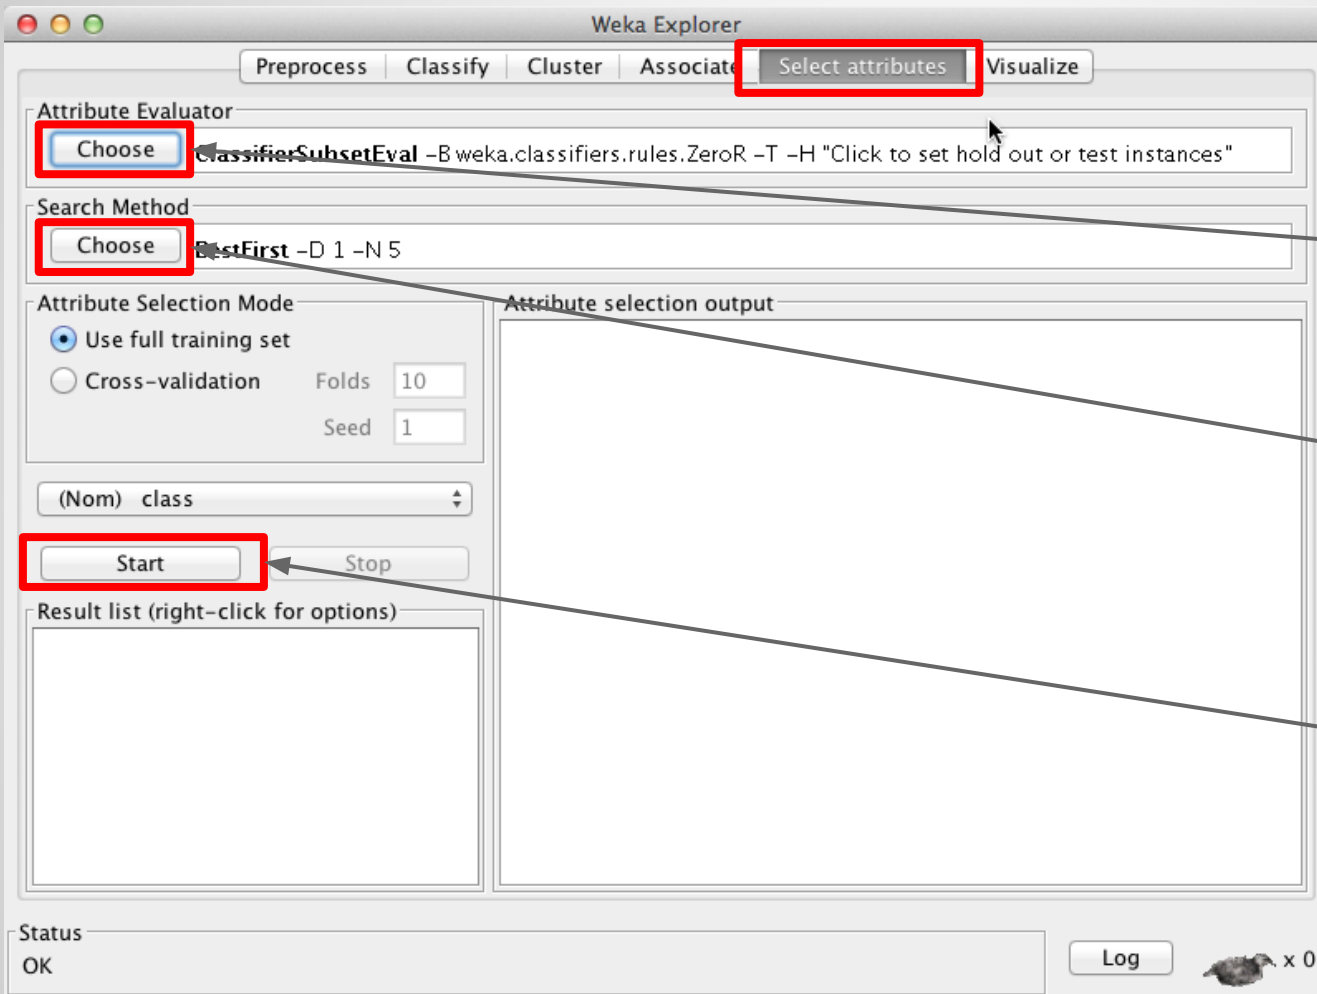 Weka Explorer
Preprocess Classify Cluster Associate Select attributes Visualize
Attribute Evaluator
Choose ClassifierSubsetEval -B weka.classifiers.rules.ZeroR -T -H "Click to set hold out or test instances"
Search Method
Choose BestFirst -D 1 -N 5
Attribute Selection Mode
Use full training set
Cross-validation Folds 10
Seed 1
(Nom) class
Start Stop
Result list (right-click for options)
Attribute selection output
Status
OK
Log x 0